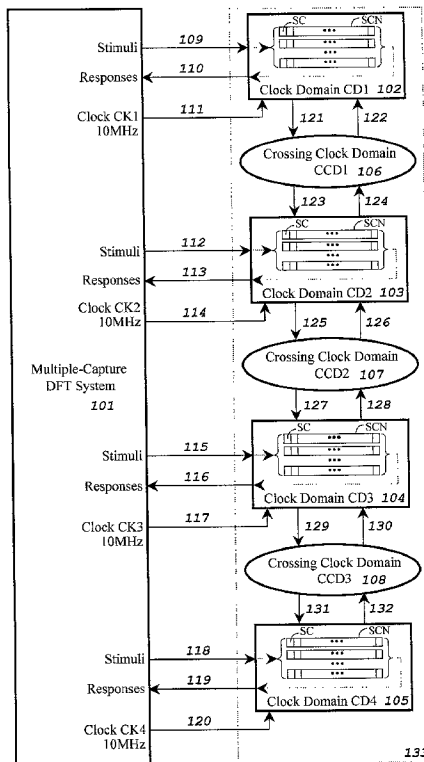 SC
SCN
Stimuli
109
Responses
110
Clock Domain CD1 102
Clock CK1
10MHz
111
121
122
Crossing Clock Domain
CCD1 106
123
124
SC
SCN
Stimuli
112
Responses
113
Clock Domain CD2 103
Clock CK2
10MHz
114
125
126
Multiple-Capture
DFT System
101
Crossing Clock Domain
CCD2 107
127
128
SC
SCN
Stimuli
115
Responses
116
Clock Domain CD3 104
Clock CK3
10MHz
117
129
130
Crossing Clock Domain
CCD3 108
131
132
SC
SCN
Stimuli
118
Responses
119
Clock Domain CD4 105
Clock CK4
10MHz
120
133